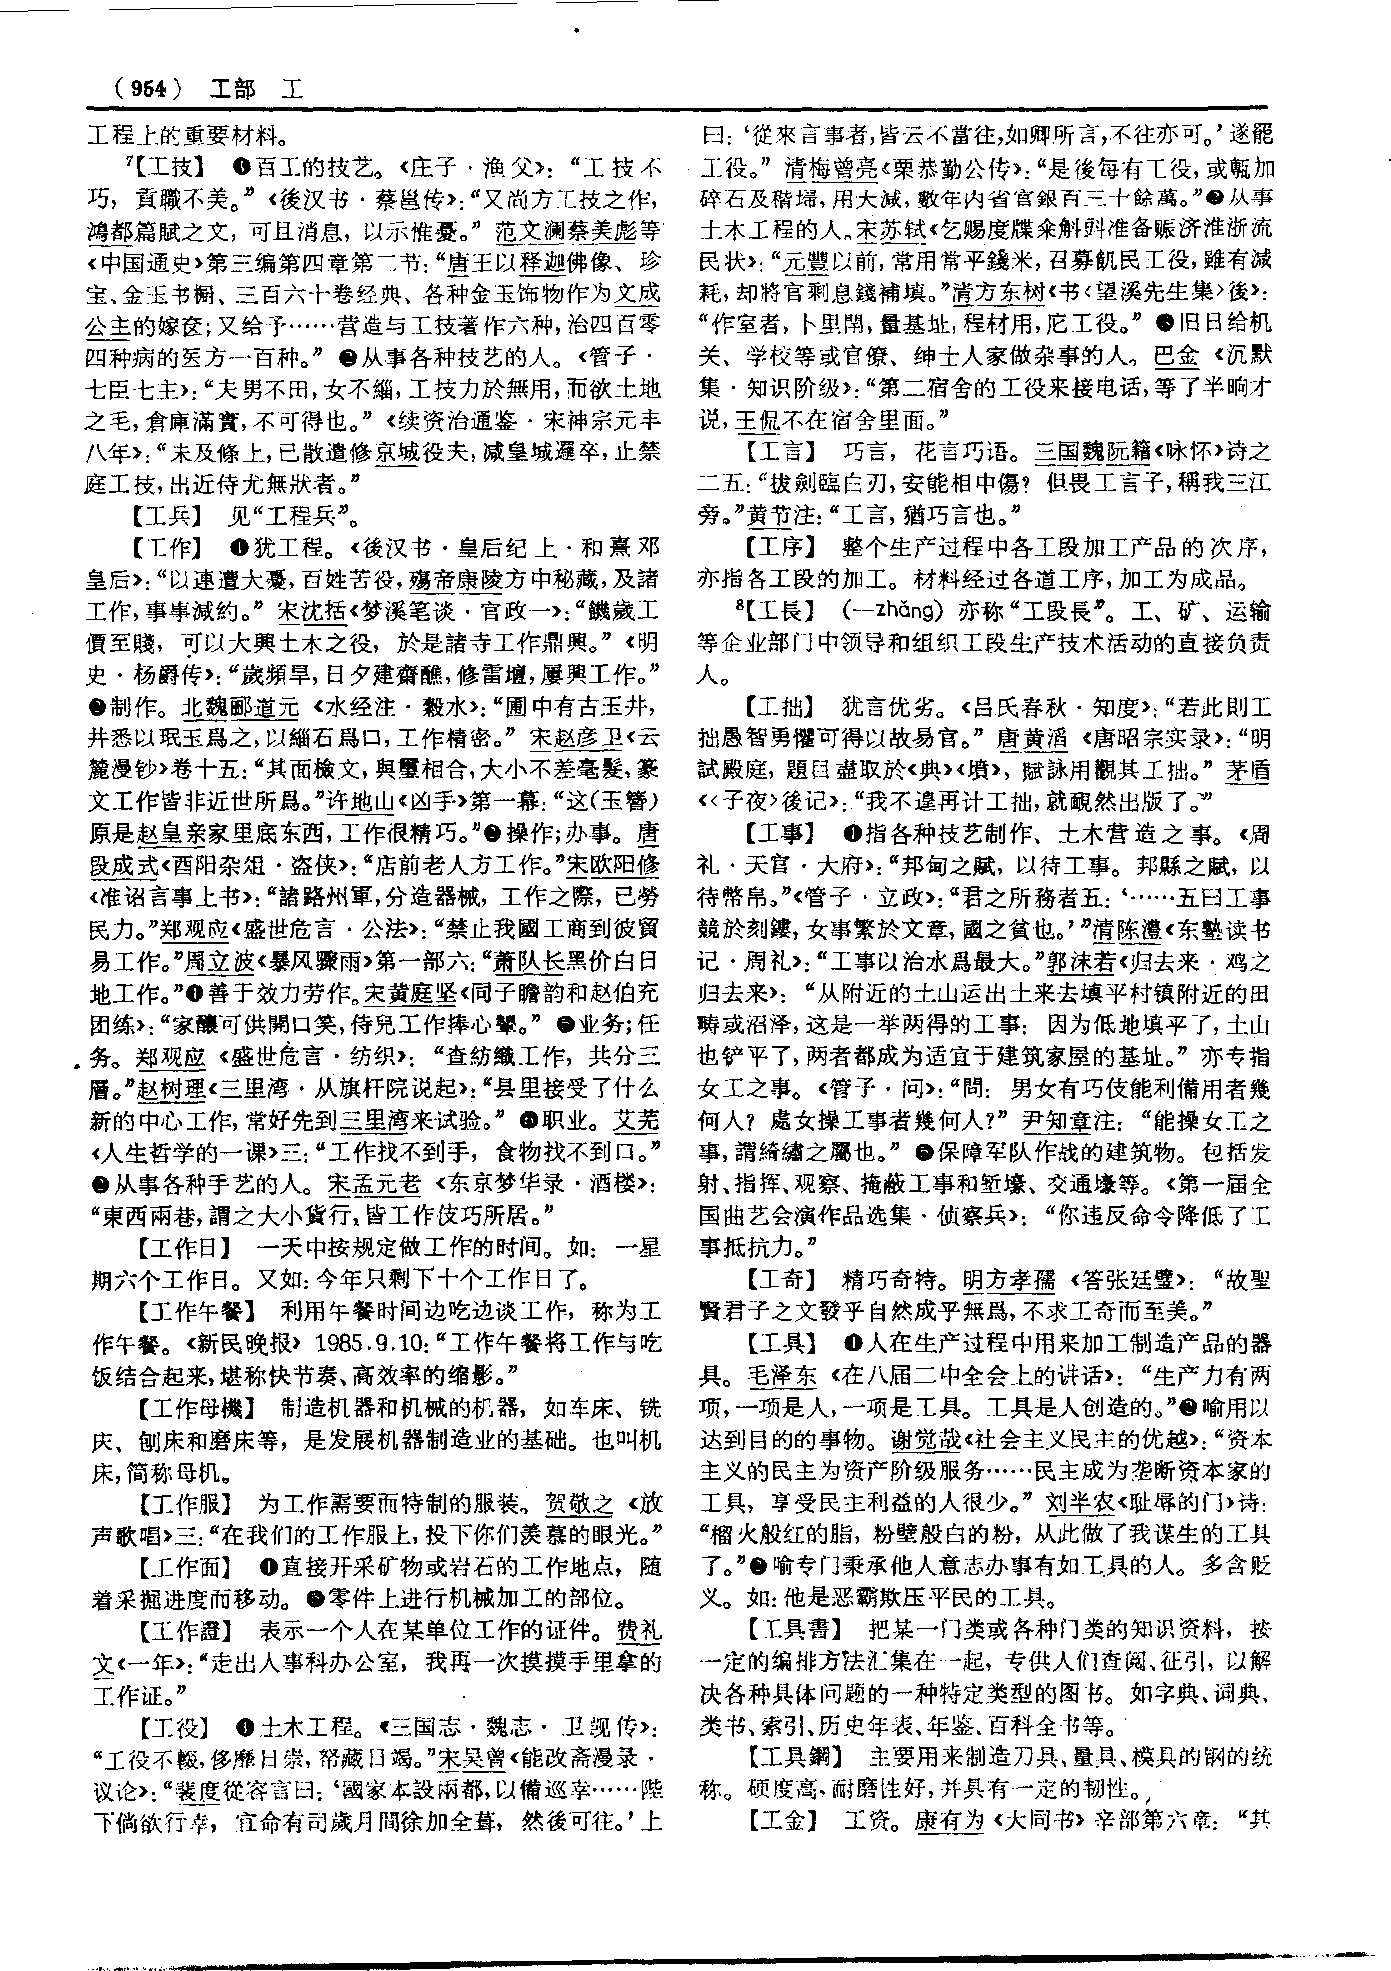 （954） 工部 工
工程上的重要材料。
7【工技】 ❶百工的技艺。《庄子·渔父》：“工技不
巧，貢職不美。”《後汉书·蔡邕传》：“又尚方工技之作，
鴻都篇賦之文，可且消息，以示惟憂。” 范文澜蔡美彪等
《中国通史》第三编第四章第二节：“唐王以释迦佛像、珍
宝、金玉书橱、三百六十卷经典、各种金玉饰物作为文成
公主的嫁奁；又给予……营造与工技著作六种，治四百零
四种病的医方一百种。” ❷从事各种技艺的人。《管子·
七臣七主》：“夫男不田，女不緇，工技力於無用，而欲土地
之毛，倉庫滿實，不可得也。”《续资治通鉴·宋神宗元丰
八年》：“未及條上，已散遣修京城役夫，減皇城邏卒，止禁
庭工技，出近侍尤無狀者。”
【工兵】 见“工程兵”。
【工作】 ❶犹工程。《後汉书·皇后纪上·和熹邓
皇后》：“以連遭大憂，百姓苦役，殤帝康陵方中秘藏，及諸
工作，事事減約。” 宋沈括《梦溪笔谈·官政一》：“饑歲工
價至賤，可以大興土木之役，於是諸寺工作鼎興。”《明
史·杨爵传》：“歲頻旱，日夕建齋醮，修雷壇，屢興工作。”
❷制作。北魏郦道元《水经注·穀水》：“圃中有古玉井，
井悉以珉玉爲之，以緇石爲口，工作精密。” 宋赵彦卫《云
麓漫钞》卷十五：“其面檢文，與璽相合，大小不差毫髮，篆
文工作皆非近世所爲。”许地山《凶手》第一幕：“这（玉簪）
原是赵皇亲家里底东西，工作很精巧。”❸操作；办事。唐
段成式《酉阳杂俎·盗侠》：“店前老人方工作。”宋欧阳修
《准诏言事上书》：“諸路州軍，分造器械，工作之際，已勞
民力。”郑观应《盛世危言·公法》：“禁止我國工商到彼貿
易工作。”周立波《暴风骤雨》第一部六：“萧队长黑价白日
地工作。”❹善于效力劳作。宋黄庭坚《同子瞻韵和赵伯充
团练》：“家釀可供開口笑，侍兒工作捧心顰。” ❺业务；任
务。郑观应《盛世危言·纺织》：“查紡織工作，共分三
層。”赵树理《三里湾·从旗杆院说起》：“县里接受了什么
新的中心工作，常好先到三里湾来试验。” ❻职业。艾芜
《人生哲学的一课》三：“工作找不到手，食物找不到口。”
❼从事各种手艺的人。宋孟元老《东京梦华录·酒楼》：
“東西兩巷，謂之大小貨行，皆工作伎巧所居。”
【工作日】 一天中按规定做工作的时间。如：一星
期六个工作日。又如：今年只剩下十个工作日了。
【工作午餐】 利用午餐时间边吃边谈工作，称为工
作午餐。《新民晚报》1985.9.10：“工作午餐将工作与吃
饭结合起来，堪称快节奏、高效率的缩影。”
【工作母機】 制造机器和机械的机器，如车床、铣
床、刨床和磨床等，是发展机器制造业的基础。也叫机
床，简称母机。
【工作服】 为工作需要而特制的服装。贺敬之《放
声歌唱》三：“在我们的工作服上，投下你们羡慕的眼光。”
【工作面】 ❶直接开采矿物或岩石的工作地点，随
着采掘进度而移动。❷零件上进行机械加工的部位。
【工作證】 表示一个人在某单位工作的证件。费礼
文《一年》：“走出人事科办公室，我再一次摸摸手里拿的
工作证。”
【工役】 ❶土木工程。《三国志·魏志·卫觊传》：
“工役不輟，侈靡日崇，帑藏日竭。”宋吴曾《能改斋漫录·
议论》：“裴度從容言曰：‘國家本設兩都，以備巡幸……陛
下倘欲行幸，宜命有司歲月間徐加全葺，然後可往。’上
曰：‘從來言事者，皆云不當往，如卿所言，不往亦可。’遂罷
工役。” 清梅曾亮《栗恭勤公传》：“是後每有工役，或甎加
碎石及稭埽，用大減，數年内省官銀百三十餘萬。”❷从事
土木工程的人。宋苏轼《乞赐度牒籴斛㪷准备赈济淮浙流
民状》：“元豐以前，常用常平錢米，召募飢民工役，雖有減
耗，却將官剩息錢補填。”清方东树《书〈望溪先生集〉後》：
“作室者，卜里閈，量基址，程材用，庀工役。” ❸旧日给机
关、学校等或官僚、绅士人家做杂事的人。巴金《沉默
集·知识阶级》：“第二宿舍的工役来接电话，等了半晌才
说，王侃不在宿舍里面。”
【工言】 巧言，花言巧语。三国魏阮籍《咏怀》诗之
二五：“拔劍臨白刃，安能相中傷？但畏工言子，稱我三江
旁。”黄节注：“工言，猶巧言也。”
【工序】 整个生产过程中各工段加工产品的次序，
亦指各工段的加工。材料经过各道工序，加工为成品。
8【工長】（—zhǎng）亦称“工段長”。工、矿、运输
等企业部门中领导和组织工段生产技术活动的直接负责
人。
【工拙】 犹言优劣。《吕氏春秋·知度》：“若此則工
拙愚智勇懼可得以故易官。” 唐黄滔《唐昭宗实录》：“明
試殿庭，題目盡取於《典》《墳》，賦詠用觀其工拙。” 茅盾
《〈子夜〉後记》：“我不遑再计工拙，就靦然出版了。”
【工事】 ❶指各种技艺制作、土木营造之事。《周
礼·天官·大府》：“邦甸之賦，以待工事。邦縣之賦，以
待幣帛。”《管子·立政》：“君之所務者五：‘……五曰工事
競於刻鏤，女事繁於文章，國之貧也。’”清陈澧《东塾读书
记·周礼》：“工事以治水爲最大。”郭沫若《归去来·鸡之
归去来》：“从附近的土山运出土来去填平村镇附近的田
畴或沼泽，这是一举两得的工事；因为低地填平了，土山
也铲平了，两者都成为适宜于建筑家屋的基址。” 亦专指
女工之事。《管子·问》：“問：男女有巧伎能利備用者幾
何人？處女操工事者幾何人？” 尹知章注：“能操女工之
事，謂綺繡之屬也。” ❷保障军队作战的建筑物。包括发
射、指挥、观察、掩蔽工事和堑壕、交通壕等。《第一届全
国曲艺会演作品选集·侦察兵》：“你违反命令降低了工
事抵抗力。”
【工奇】 精巧奇特。明方孝孺《答张廷璧》：“故聖
賢君子之文發乎自然成乎無爲，不求工奇而至美。”
【工具】 ❶人在生产过程中用来加工制造产品的器
具。毛泽东《在八届二中全会上的讲话》：“生产力有两
项，一项是人，一项是工具。工具是人创造的。”❷喻用以
达到目的的事物。谢觉哉《社会主义民主的优越》：“资本
主义的民主为资产阶级服务……民主成为垄断资本家的
工具，享受民主利益的人很少。” 刘半农《耻辱的门》诗：
“榴火般红的脂，粉壁般白的粉，从此做了我谋生的工具
了。”❸喻专门秉承他人意志办事有如工具的人。多含贬
义。如：他是恶霸欺压平民的工具。
【工具書】 把某一门类或各种门类的知识资料，按
一定的编排方法汇集在一起，专供人们查阅、征引，以解
决各种具体问题的一种特定类型的图书。如字典、词典、
类书、索引、历史年表、年鉴、百科全书等。
【工具鋼】 主要用来制造刀具、量具、模具的钢的统
称。硬度高，耐磨性好，并具有一定的韧性。
【工金】 工资。康有为《大同书》辛部第六章：“其